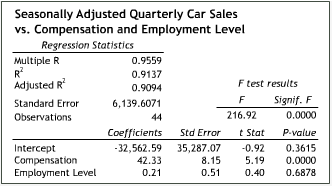 Seasonally Adjusted Quarterly Car Sales
vs. Compensation and Employment Level
Regression Statistics
Multiple R 0.9559
R² 0.9137
Adjusted R² 0.9094
F test results
Standard Error 6,139.6071 F Signif. F
Observations 44 216.92 0.0000
Coefficients Std Error t Stat P-value
Intercept -32,562.59 35,287.07 -0.92 0.3615
Compensation 42.33 8.15 5.19 0.0000
Employment Level 0.21 0.51 0.40 0.6878